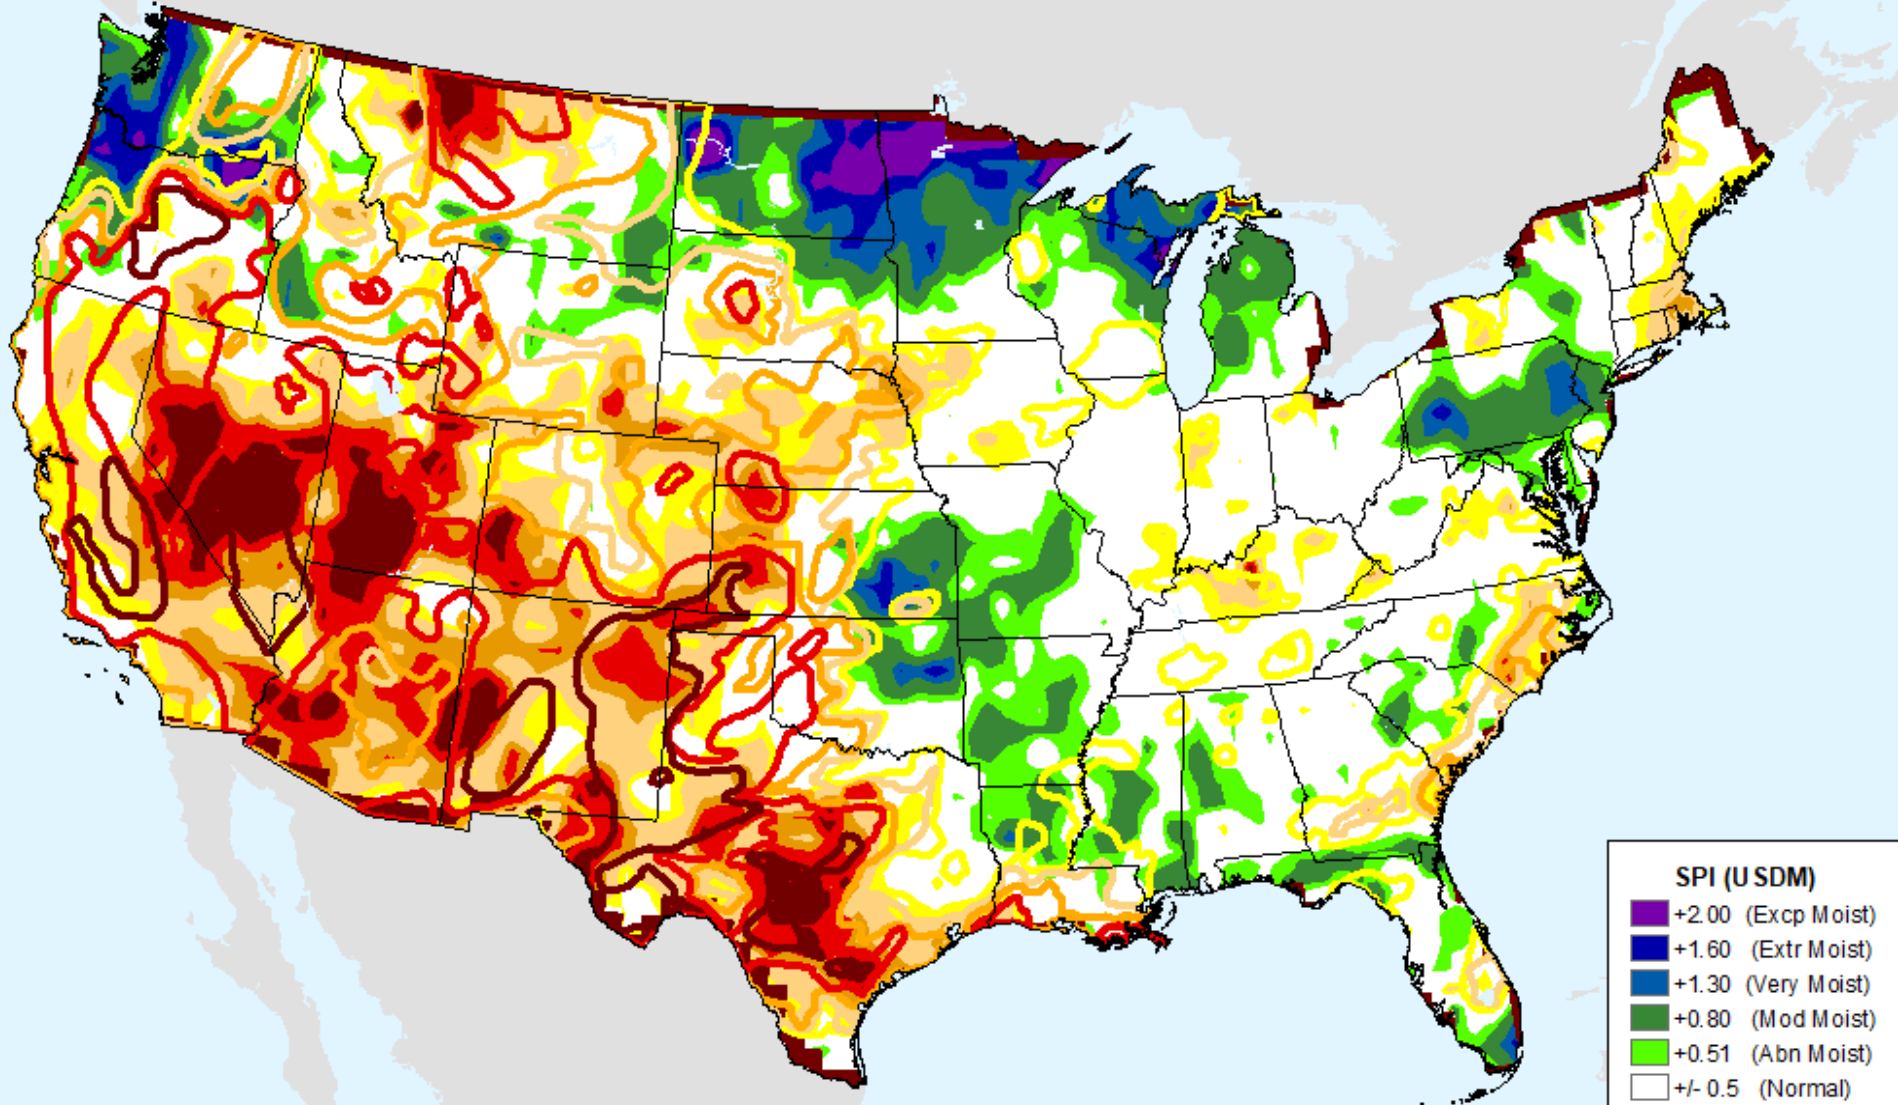 SPI (USDM)
+2.00 (Excp Moist)
+1.60 (Extr Moist)
+1.30 (Very Moist)
+0.80 (Mod Moist)
+0.51 (Abn Moist)
+/- 0.5 (Normal)